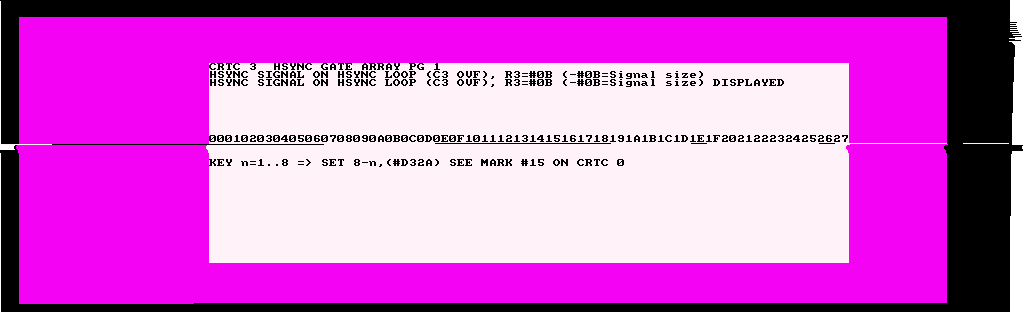 CRTC 3  HSYNC GATE ARRAY PG 1
HSYNC SIGNAL ON HSYNC LOOP (C3 OVF), R3=#0B (-#0B=Signal size)
HSYNC SIGNAL ON HSYNC LOOP (C3 OVF), R3=#0B (-#0B=Signal size) DISPLAYED
000102030405060708090A0B0C0D0E0F101112131415161718191A1B1C1D1E1F2021222324252627
KEY n=1..8 => SET 8-n,(#D32A) SEE MARK #15 ON CRTC 0